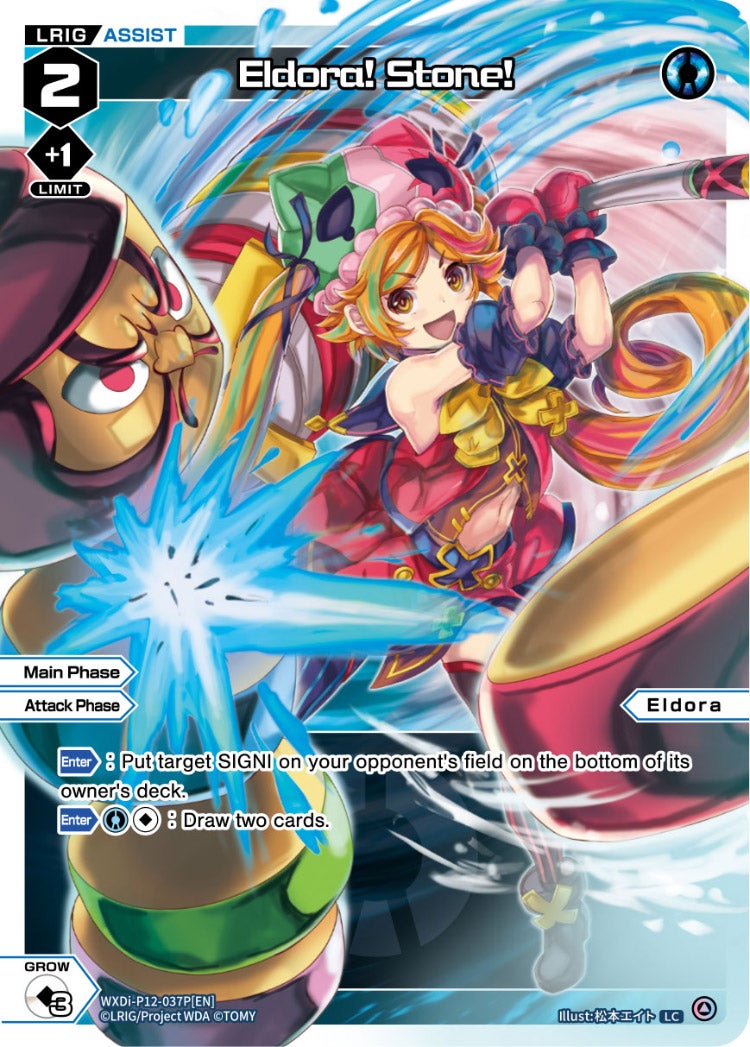 LRIG ASSIST
2
Eldora! Stone!
+1
LIMIT
Main Phase
Attack Phase
Eldora
Enter : Put target SIGNI on your opponent's field on the bottom of its
owner's deck.
Enter : Draw two cards.
GROW
3
WXDi-P12-037P[EN]
©LRIG/Project WDA ©TOMY
Illust:松本エイト LC